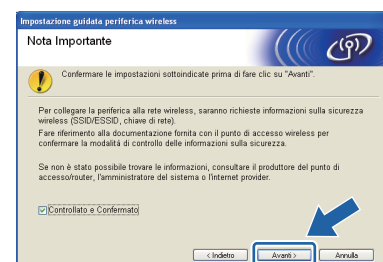 Impostazione guidata periferica wireless
Nota Importante
Confermare le impostazioni sottoindicate prima di fare clic su "Avanti".
Per collegare la periferica alla rete wireless, saranno richieste informazioni sulla sicurezza
wireless (SSID/ESSID, chiave di rete).
Fare riferimento alla documentazione fornita con il punto di accesso wireless per
confermare la modalità di controllo delle informazioni sulla sicurezza.
Se non è stato possibile trovare le informazioni, consultare il produttore del punto di
accesso/router, l'amministratore del sistema o l'internet provider.
Controllato e Confermato
< Indietro
Avanti >
Annulla